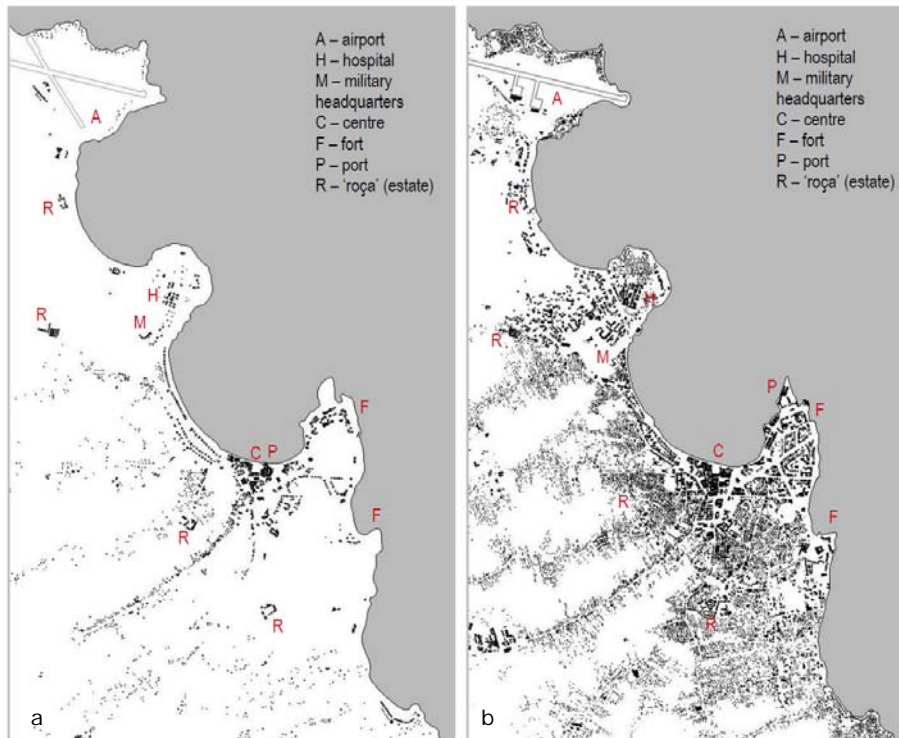 A – airport
H – hospital
M – military
headquarters
C – centre
F – fort
P – port
R – ‘roça’ (estate)
A
R
H
R
M
F
C P
F
R
R
a
A – airport
H – hospital
M – military
headquarters
C – centre
F – fort
P – port
R – ‘roça’ (estate)
A
R
H
R
M
P
F
C
R
F
R
b